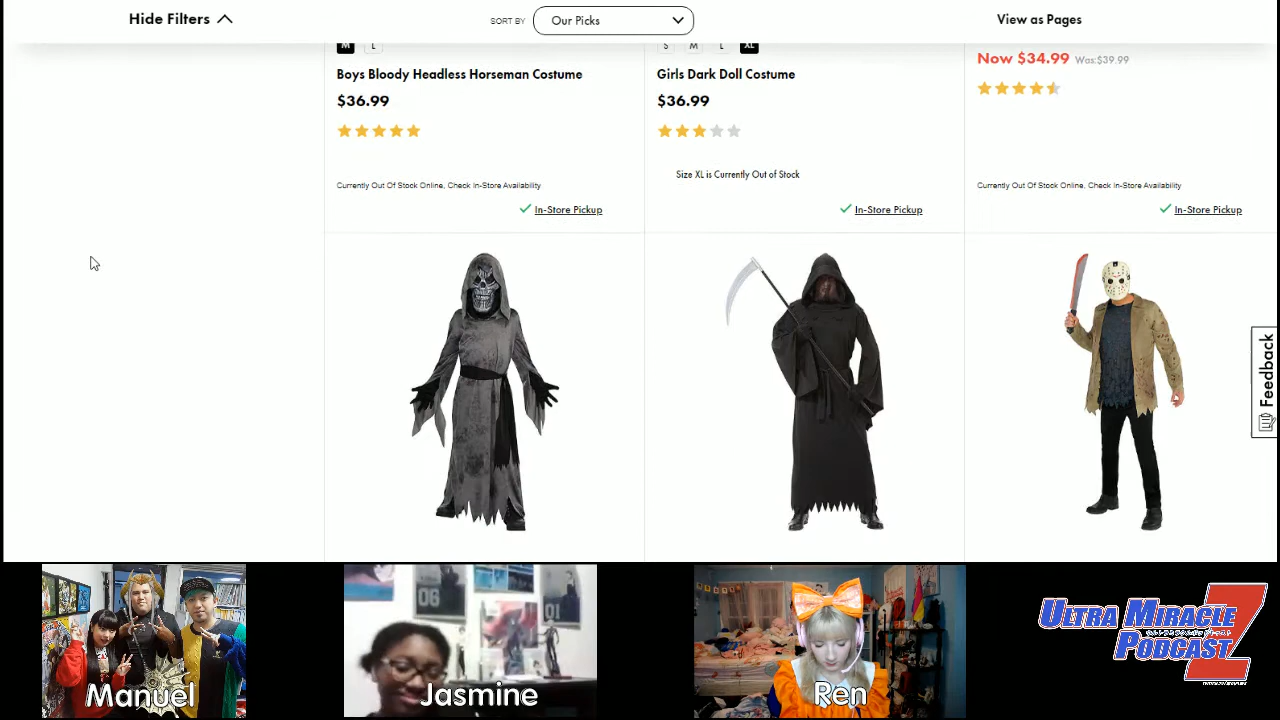 Hide Filters
SORT BY
Our Picks
View as Pages
M L
S M L XL
Now $34.99 Was:$39.99
Boys Bloody Headless Horseman Costume
Girls Dark Doll Costume
$36.99
$36.99
Size XL is Currently Out of Stock
Currently Out Of Stock Online, Check In-Store Availability
Currently Out Of Stock Online, Check In-Store Availability
In-Store Pickup
In-Store Pickup
In-Store Pickup
Feedback
06
01
Manuel
Jasmine
Ren
ULTRA MIRACLE
PODCAST
Z